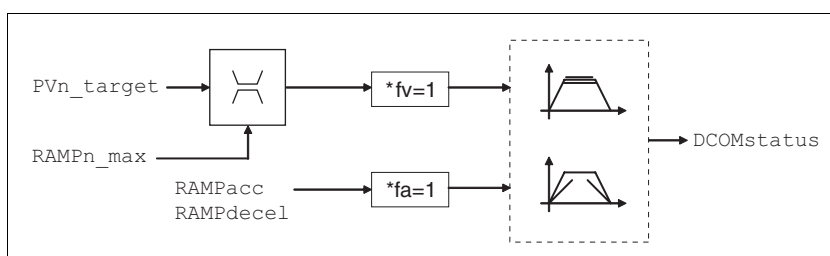 PVn_target
*fv=1
DCOMstatus
RAMPn_max
RAMPacc
RAMPdecel
*fa=1